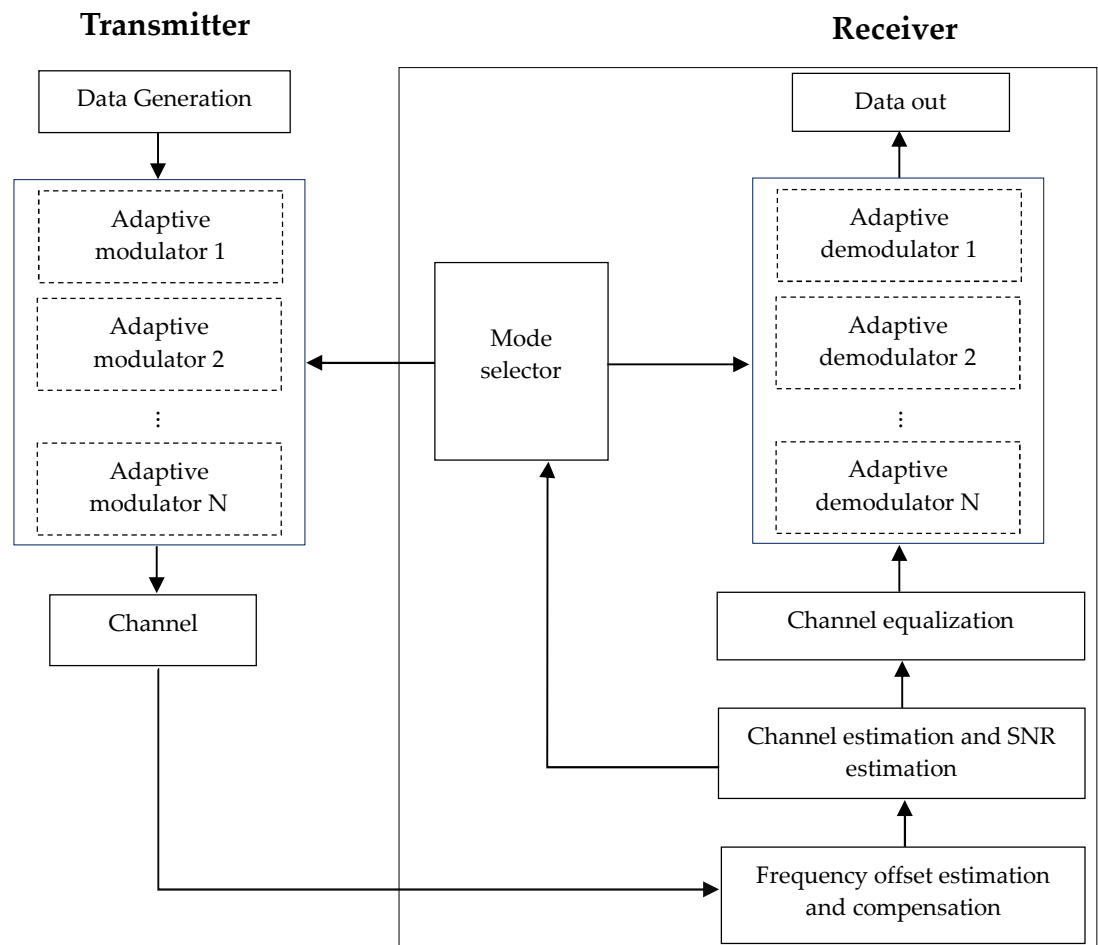 Transmitter
Data Generation
Adaptive
modulator 1
Adaptive
modulator 2
⋮
Adaptive
modulator N
Channel
Receiver
Data out
Adaptive
demodulator 1
Adaptive
demodulator 2
⋮
Adaptive
demodulator N
Mode
selector
Channel equalization
Channel estimation and SNR
estimation
Frequency offset estimation
and compensation